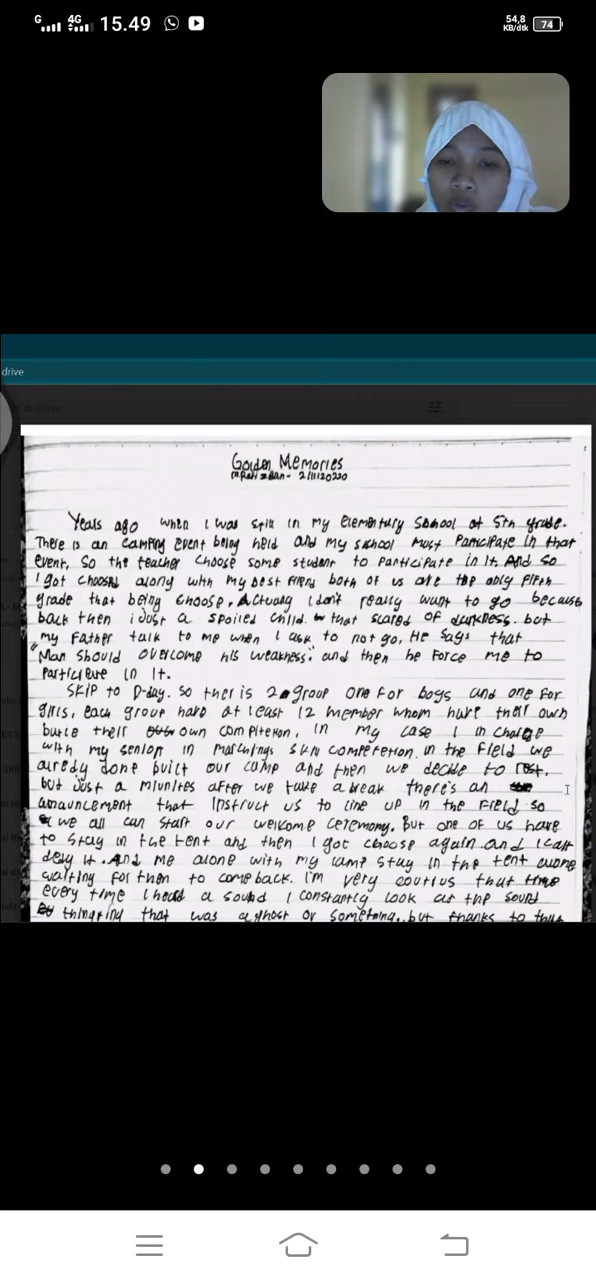 G 4G 15.49 54,8 KB/dtk 74
drive
di Drive
Golden Memories
Years ago when I was still in my Elementary School at 5th grade.
There is an camping event being held and my school must Participate in that
event, So the teacher choose some student to participate in it. And so
I got choosed along with my best friend both of us are the only Fifth
grade that being choose, Actualy i don't really want to go because
back then i just a spoiled child that scared of darkness. but
my Father talk to me when I ask to not go, He Says that
"Man should overcome his weakness." and then he Force me to
participate in It.
SKIP to D-day. So ther is 2 group one For boys and one For
girls, each group have at least 12 member whom have their own
own In my case I in charge
with my senior in marchings skill competetion. in the Field we
already done built our camp and then we decide to rest.
but just a miunites after we take a break there's an
anauncement that Instruct us to line up in the Field so
we all can start our welcome ceremony. But one of us have
to stay in the tent and then I got choose again and I can't
deny it. And me alone with my lamp stay in the tent alone
waiting for them to come back. I'm very that
every time I heard a sound I constantly look at the sound
thingking that was a ghost or something. but thanks to that